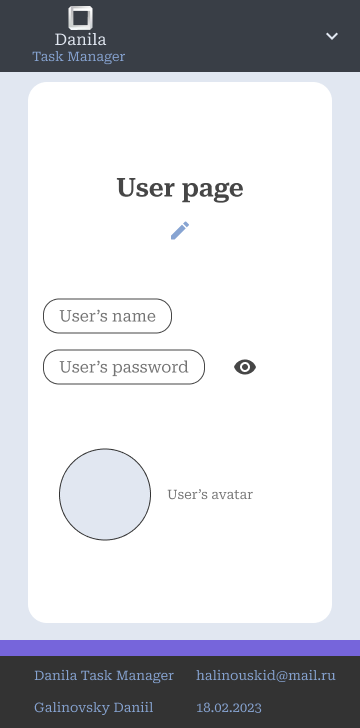 Danila
Task Manager
User page
User's name
User's password
User's avatar
Danila Task Manager
halinouskid@mail.ru
Galinovsky Daniil
18.02.2023